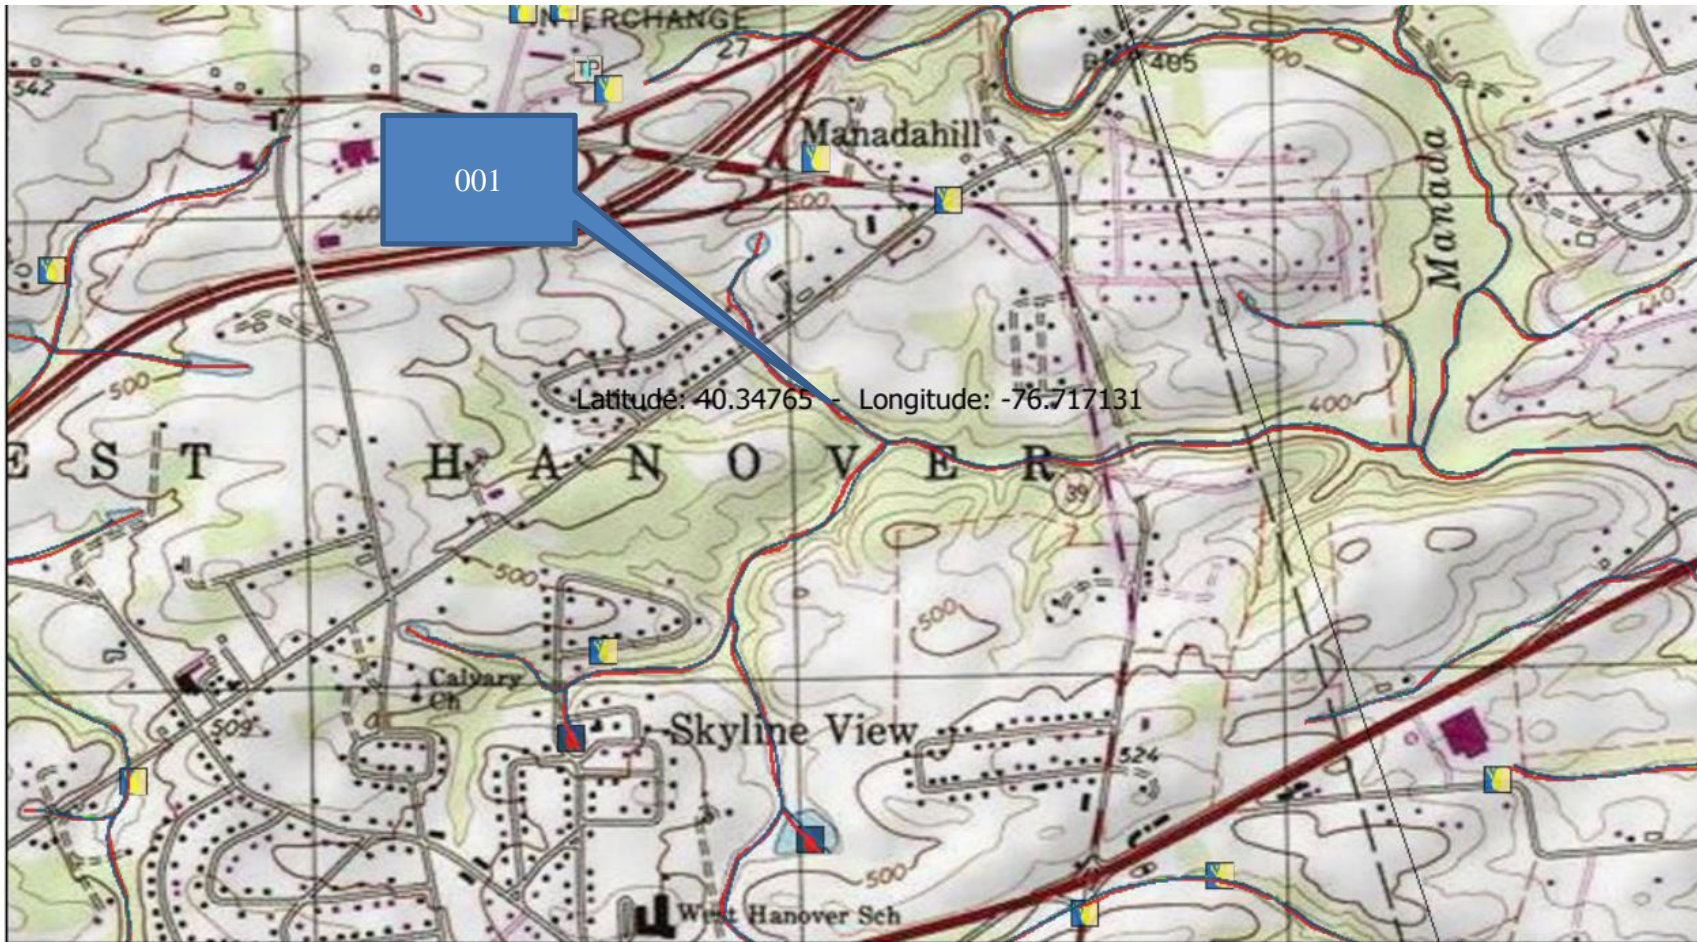 INTERCHANGE
27
TP
542
BM 405
400
Manadahill
001
Manada
500
540
440
500
Latitude: 40.34765 - Longitude: -76.717131
400
EST HANOVER
39
500
500
Calvary
Ch
509
Skyline View
524
500
West Hanover Sch